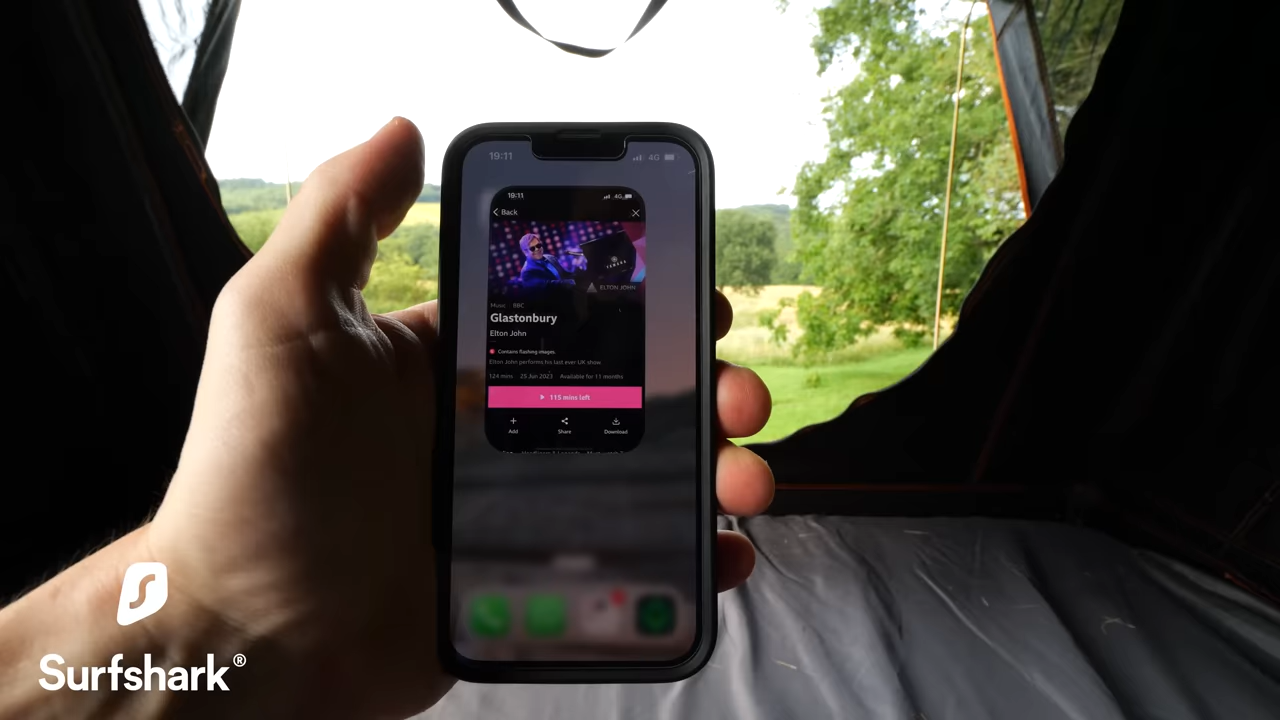 19:11
4G
19:11
4G
Back
YAMAHA
ELTON JOHN
Music BBC
Glastonbury
Elton John
Contains flashing images.
Elton John performs his last ever UK show.
124 mins 25 Jun 2023 Available for 11 months
115 mins left
Add Share Download
Surfshark®